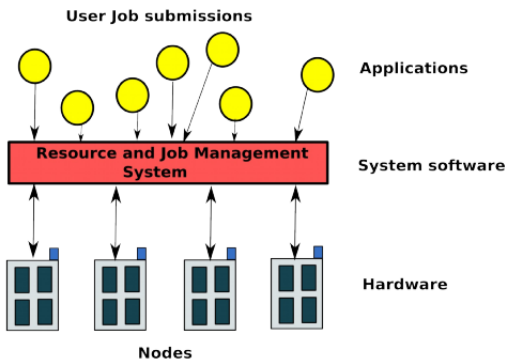 User Job submissions
Applications
Resource and Job Management
System
System software
Hardware
Nodes